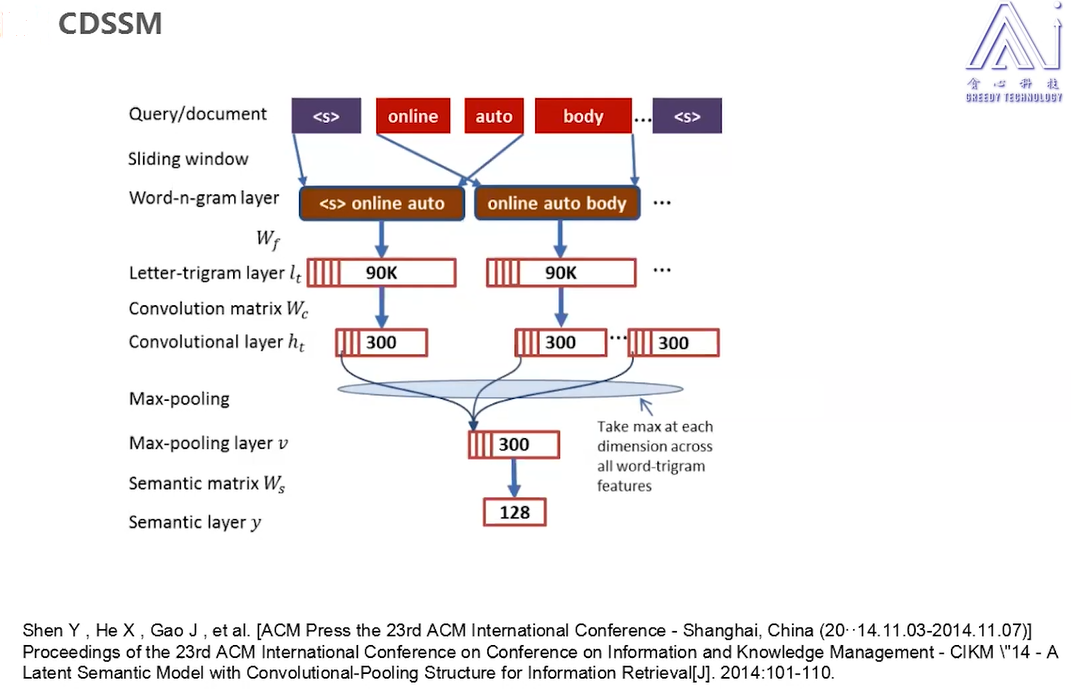 CDSSM
贪心科技
GREEDY TECHNOLOGY
Query/document
<s> online auto body ... <s>
Sliding window
Word-n-gram layer
<s> online auto online auto body ...
W_f
Letter-trigram layer l_t 90K 90K ...
Convolution matrix W_c
Convolutional layer h_t 300 300 ... 300
Max-pooling
Take max at each
dimension across
all word-trigram
features
Max-pooling layer v 300
Semantic matrix W_s
Semantic layer y 128
Shen Y , He X , Gao J , et al. [ACM Press the 23rd ACM International Conference - Shanghai, China (20··14.11.03-2014.11.07)]
Proceedings of the 23rd ACM International Conference on Conference on Information and Knowledge Management - CIKM \"14 - A
Latent Semantic Model with Convolutional-Pooling Structure for Information Retrieval[J]. 2014:101-110.